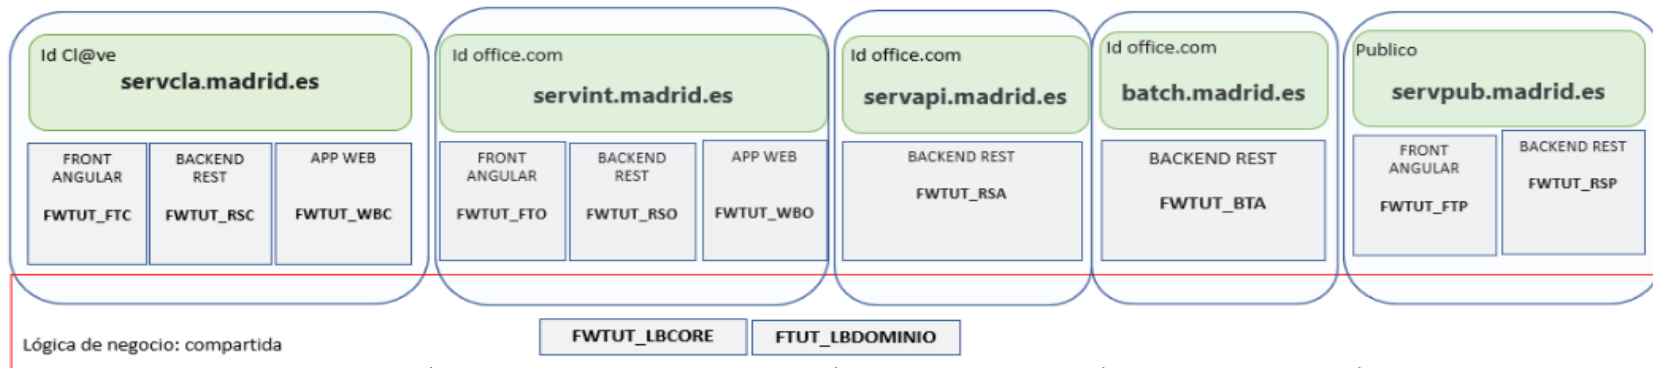 Id Cl@ve
servcla.madrid.es
FRONT
ANGULAR
FWTUT_FTC
BACKEND
REST
FWTUT_RSC
APP WEB
FWTUT_WBC
Id office.com
servint.madrid.es
FRONT
ANGULAR
FWTUT_FTO
BACKEND
REST
FWTUT_RSO
APP WEB
FWTUT_WBO
Id office.com
servapi.madrid.es
BACKEND REST
FWTUT_RSA
Id office.com
batch.madrid.es
BACKEND REST
FWTUT_BTA
Publico
servpub.madrid.es
FRONT
ANGULAR
FWTUT_FTP
BACKEND REST
FWTUT_RSP
Lógica de negocio: compartida
FWTUT_LBCORE
FTUT_LBDOMINIO